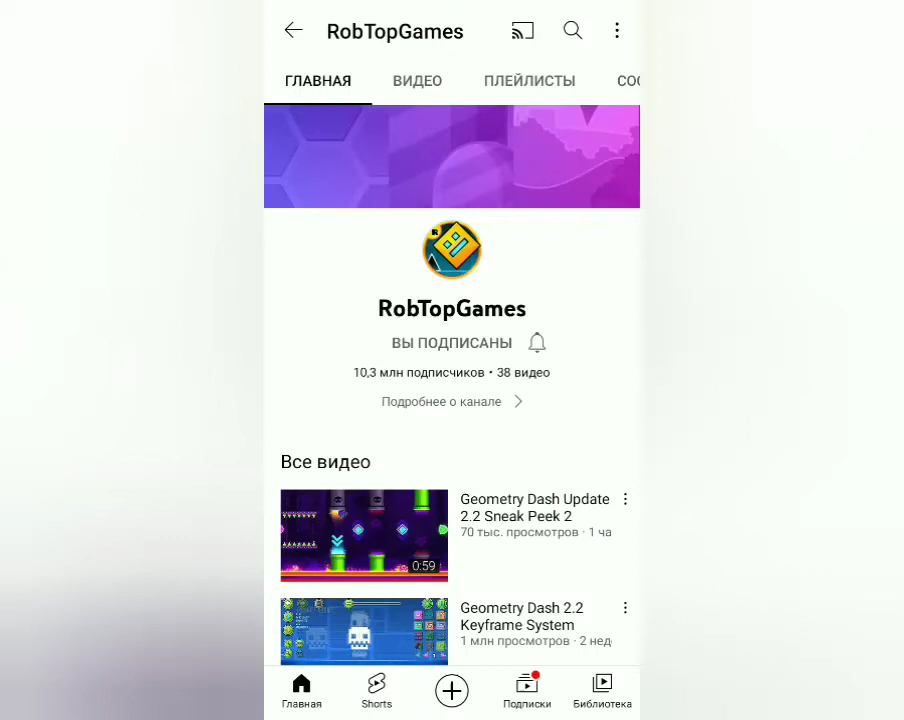 RobTopGames
ГЛАВНАЯ ВИДЕО ПЛЕЙЛИСТЫ СОО
RobTopGames
ВЫ ПОДПИСАНЫ
10,3 млн подписчиков • 38 видео
Подробнее о канале
Все видео
Geometry Dash Update
2.2 Sneak Peek 2
70 тыс. просмотров · 1 ча
0:59
Geometry Dash 2.2
Keyframe System
1 млн просмотров · 2 нед
Главная Shorts Подписки Библиотека